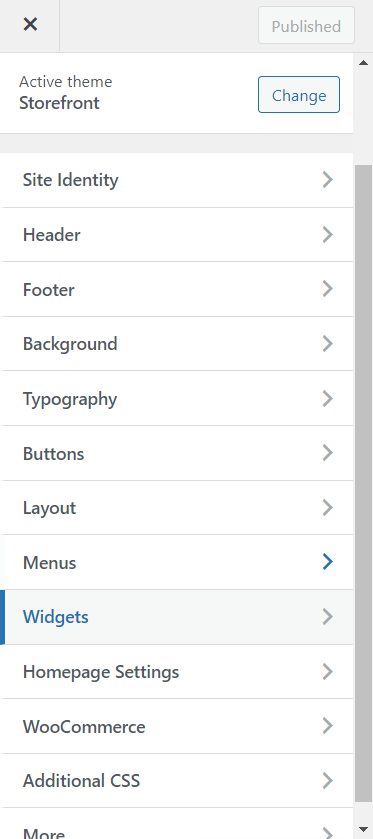 Published
Active theme
Storefront
Change
Site Identity
Header
Footer
Background
Typography
Buttons
Layout
Menus
Widgets
Homepage Settings
WooCommerce
Additional CSS
More